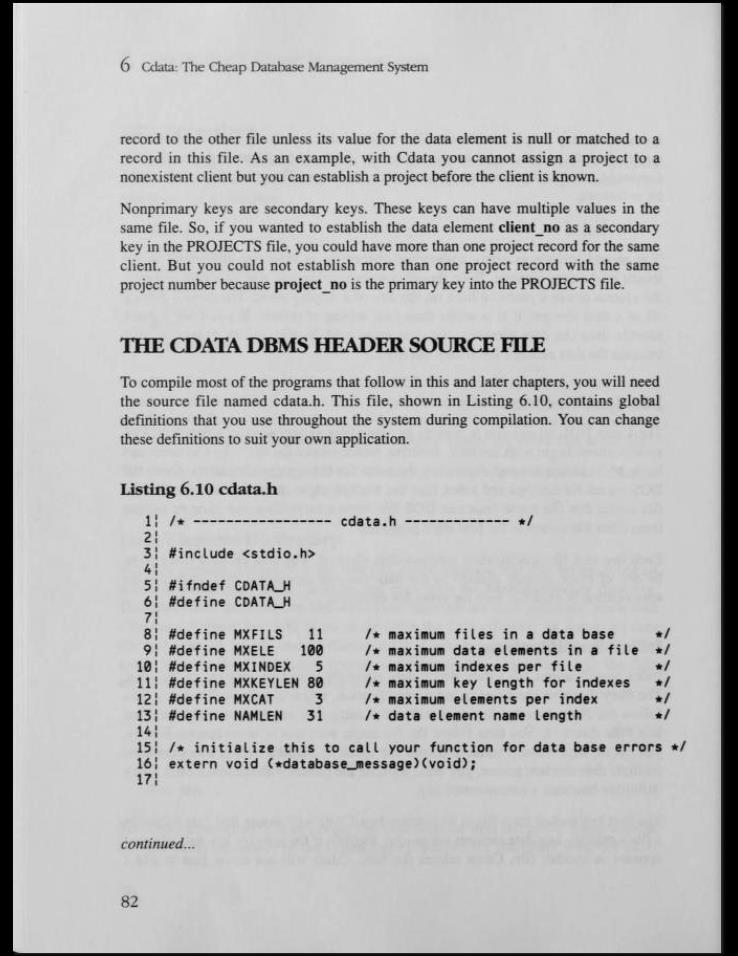 6 Cdata: The Cheap Database Management System
record to the other file unless its value for the data element is null or matched to a
record in this file. As an example, with Cdata you cannot assign a project to a
nonexistent client but you can establish a project before the client is known.
Nonprimary keys are secondary keys. These keys can have multiple values in the
same file. So, if you wanted to establish the data element client_no as a secondary
key in the PROJECTS file, you could have more than one project record for the same
client. But you could not establish more than one project record with the same
project number because project_no is the primary key into the PROJECTS file.
THE CDATA DBMS HEADER SOURCE FILE
To compile most of the programs that follow in this and later chapters, you will need
the source file named cdata.h. This file, shown in Listing 6.10, contains global
definitions that you use throughout the system during compilation. You can change
these definitions to suit your own application.
Listing 6.10 cdata.h
1¦ /* ------------------ cdata.h -------------- */
2¦
3¦ #include <stdio.h>
4¦
5¦ #ifndef CDATA_H
6¦ #define CDATA_H
7¦
8¦ #define MXFILS   11     /* maximum files in a data base     */
9¦ #define MXELE   100     /* maximum data elements in a file  */
10¦ #define MXINDEX   5     /* maximum indexes per file         */
11¦ #define MXKEYLEN 80     /* maximum key length for indexes   */
12¦ #define MXCAT     3     /* maximum elements per index       */
13¦ #define NAMLEN   31     /* data element name length         */
14¦
15¦ /* initialize this to call your function for data base errors */
16¦ extern void (*database_message)(void);
17¦
continued...
82